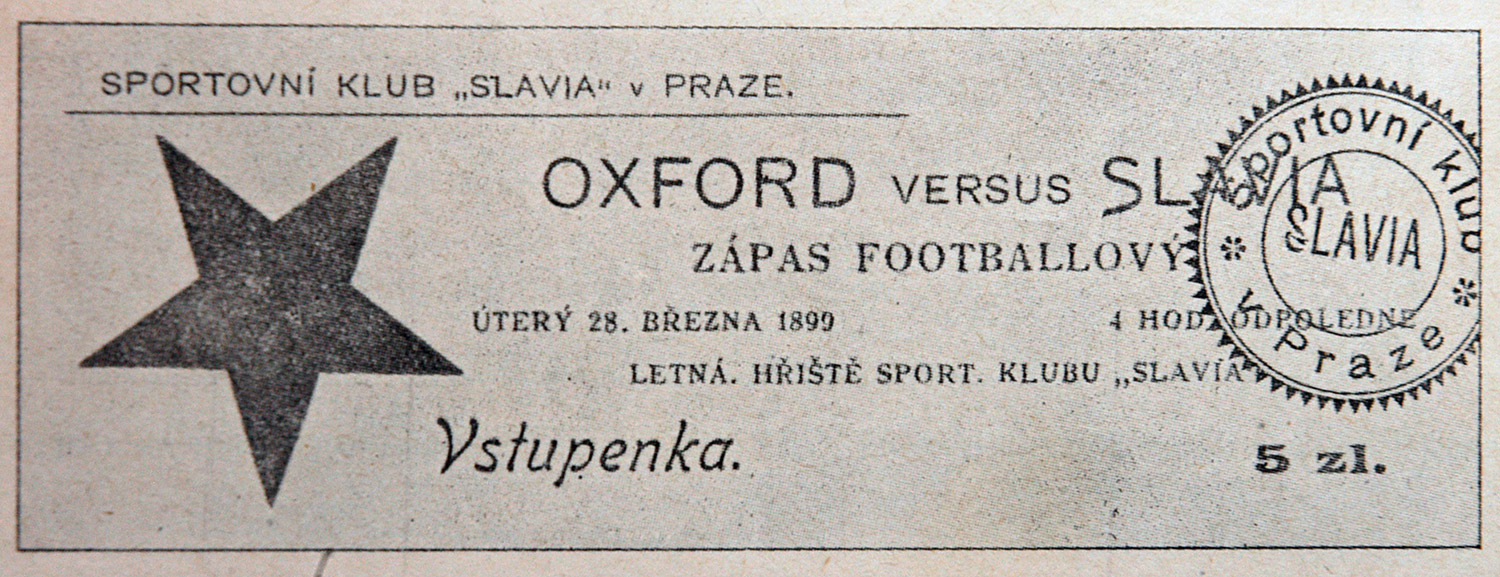 SPORTOVNÍ KLUB „SLAVIA“ v PRAZE.
OXFORD VERSUS SLAVIA
ZÁPAS FOOTBALLOVÝ
ÚTERÝ 28. BŘEZNA 1899 4 HOD. ODPOLEDNE
LETNÁ. HŘIŠTĚ SPORT. KLUBU „SLAVIA“
Vstupenka. 5 zl.
Sportovní klub
SLAVIA
v Praze